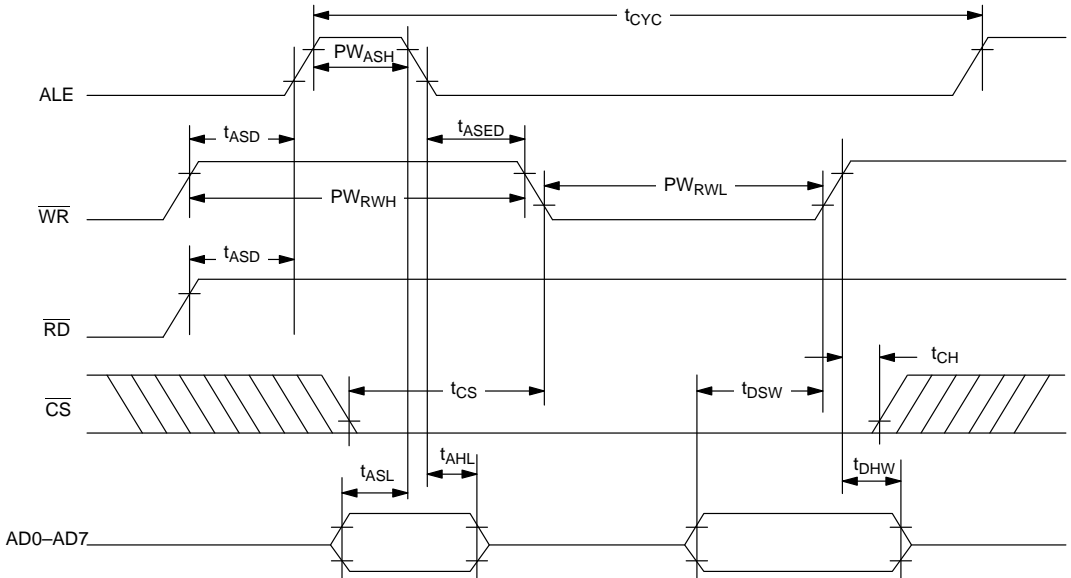 tCYC
PWASH
ALE
tASD
tASED
PWRWH
PWRWL
WR
tASD
RD
tCH
tCS
tDSW
CS
tASL
tAHL
tDHW
AD0–AD7